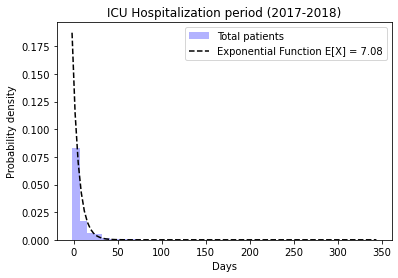 ICU Hospitalization period (2017-2018)
Total patients
Exponential Function E[X] = 7.08
Probability density
0.175
0.150
0.125
0.100
0.075
0.050
0.025
0.000
0 50 100 150 200 250 300 350
Days